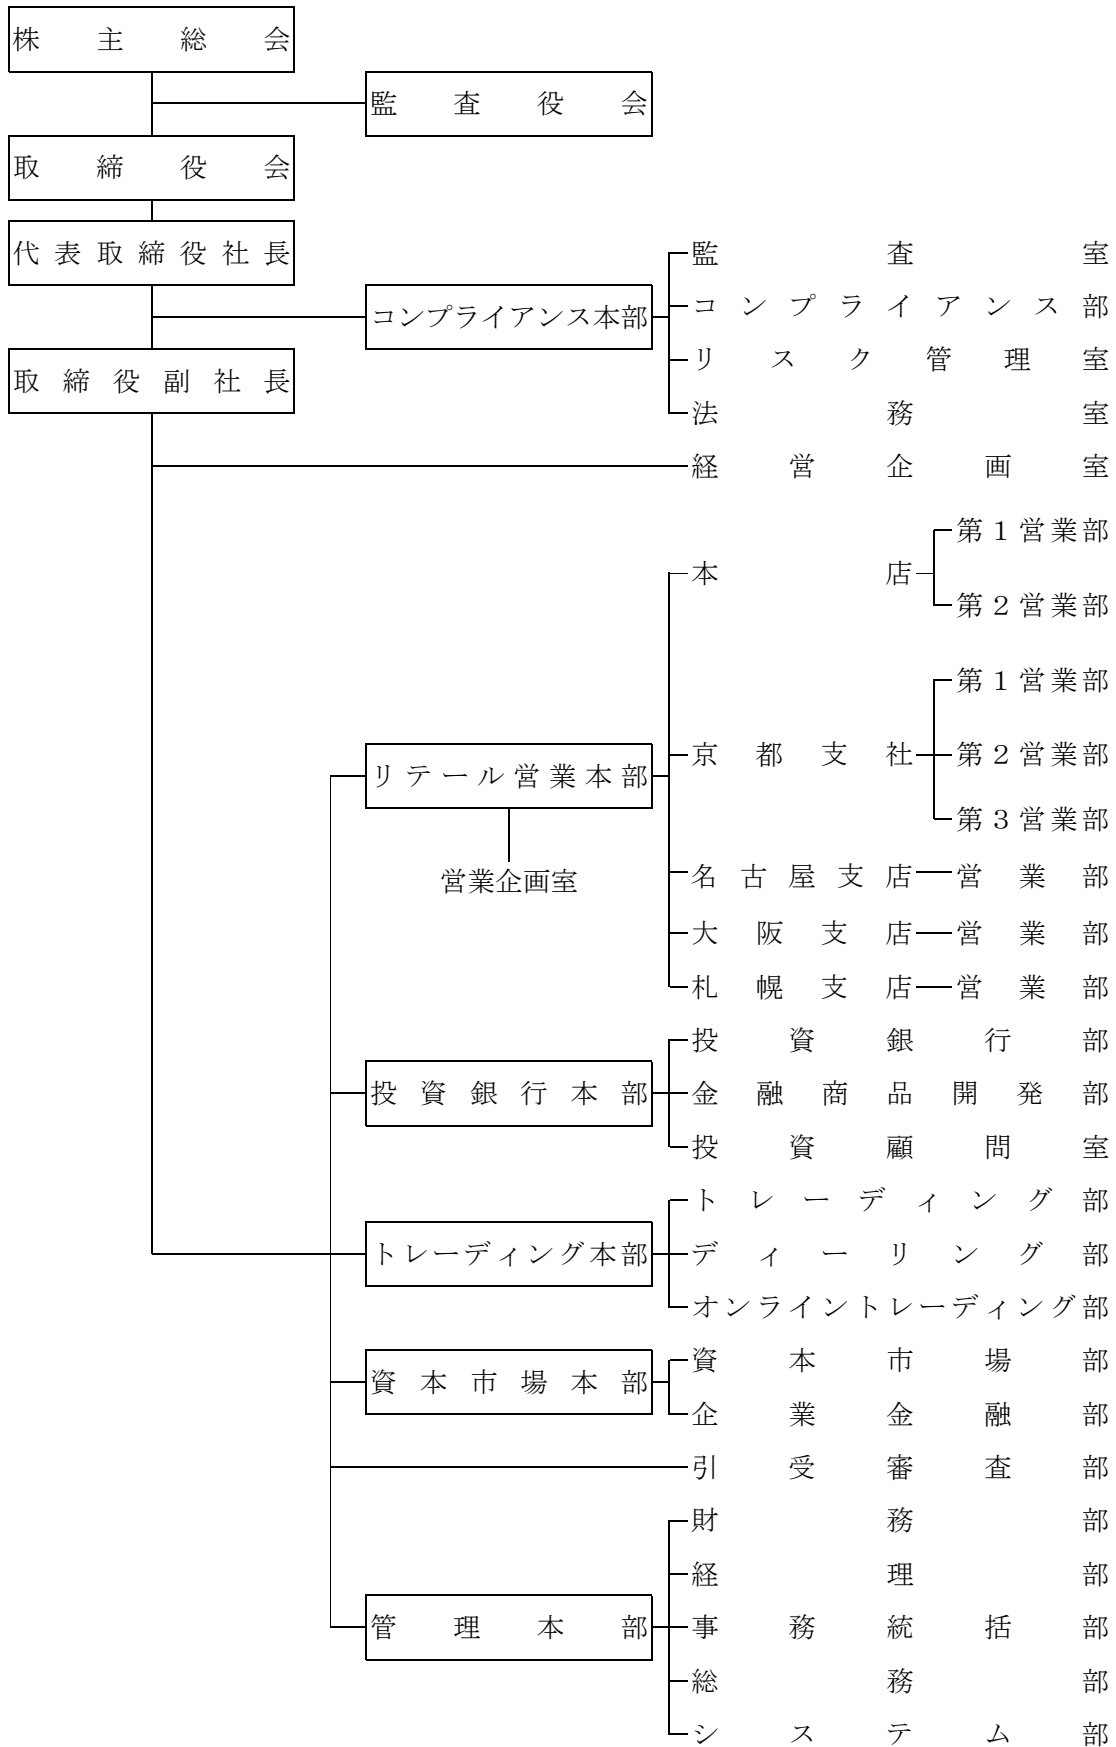 株主総会
監査役会
取締役会
代表取締役社長
監査室
コンプライアンス本部
コンプライアンス部
リスク管理室
取締役副社長
法務室
経営企画室
第１営業部
本店
第２営業部
第１営業部
京都支社
第２営業部
リテール営業本部
第３営業部
営業企画室
名古屋支店
営業部
大阪支店
営業部
札幌支店
営業部
投資銀行部
投資銀行本部
金融商品開発部
投資顧問室
トレーディング部
トレーディング本部
ディーリング部
オンライントレーディング部
資本市場部
資本市場本部
企業金融部
引受審査部
財務部
経理部
管理本部
事務統括部
総務部
システム部